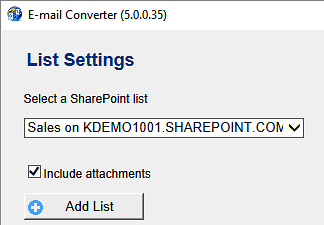 E-mail Converter (5.0.0.35)
List Settings
Select a SharePoint list
Sales on KDEMO1001.SHAREPOINT.COM
Include attachments
Add List